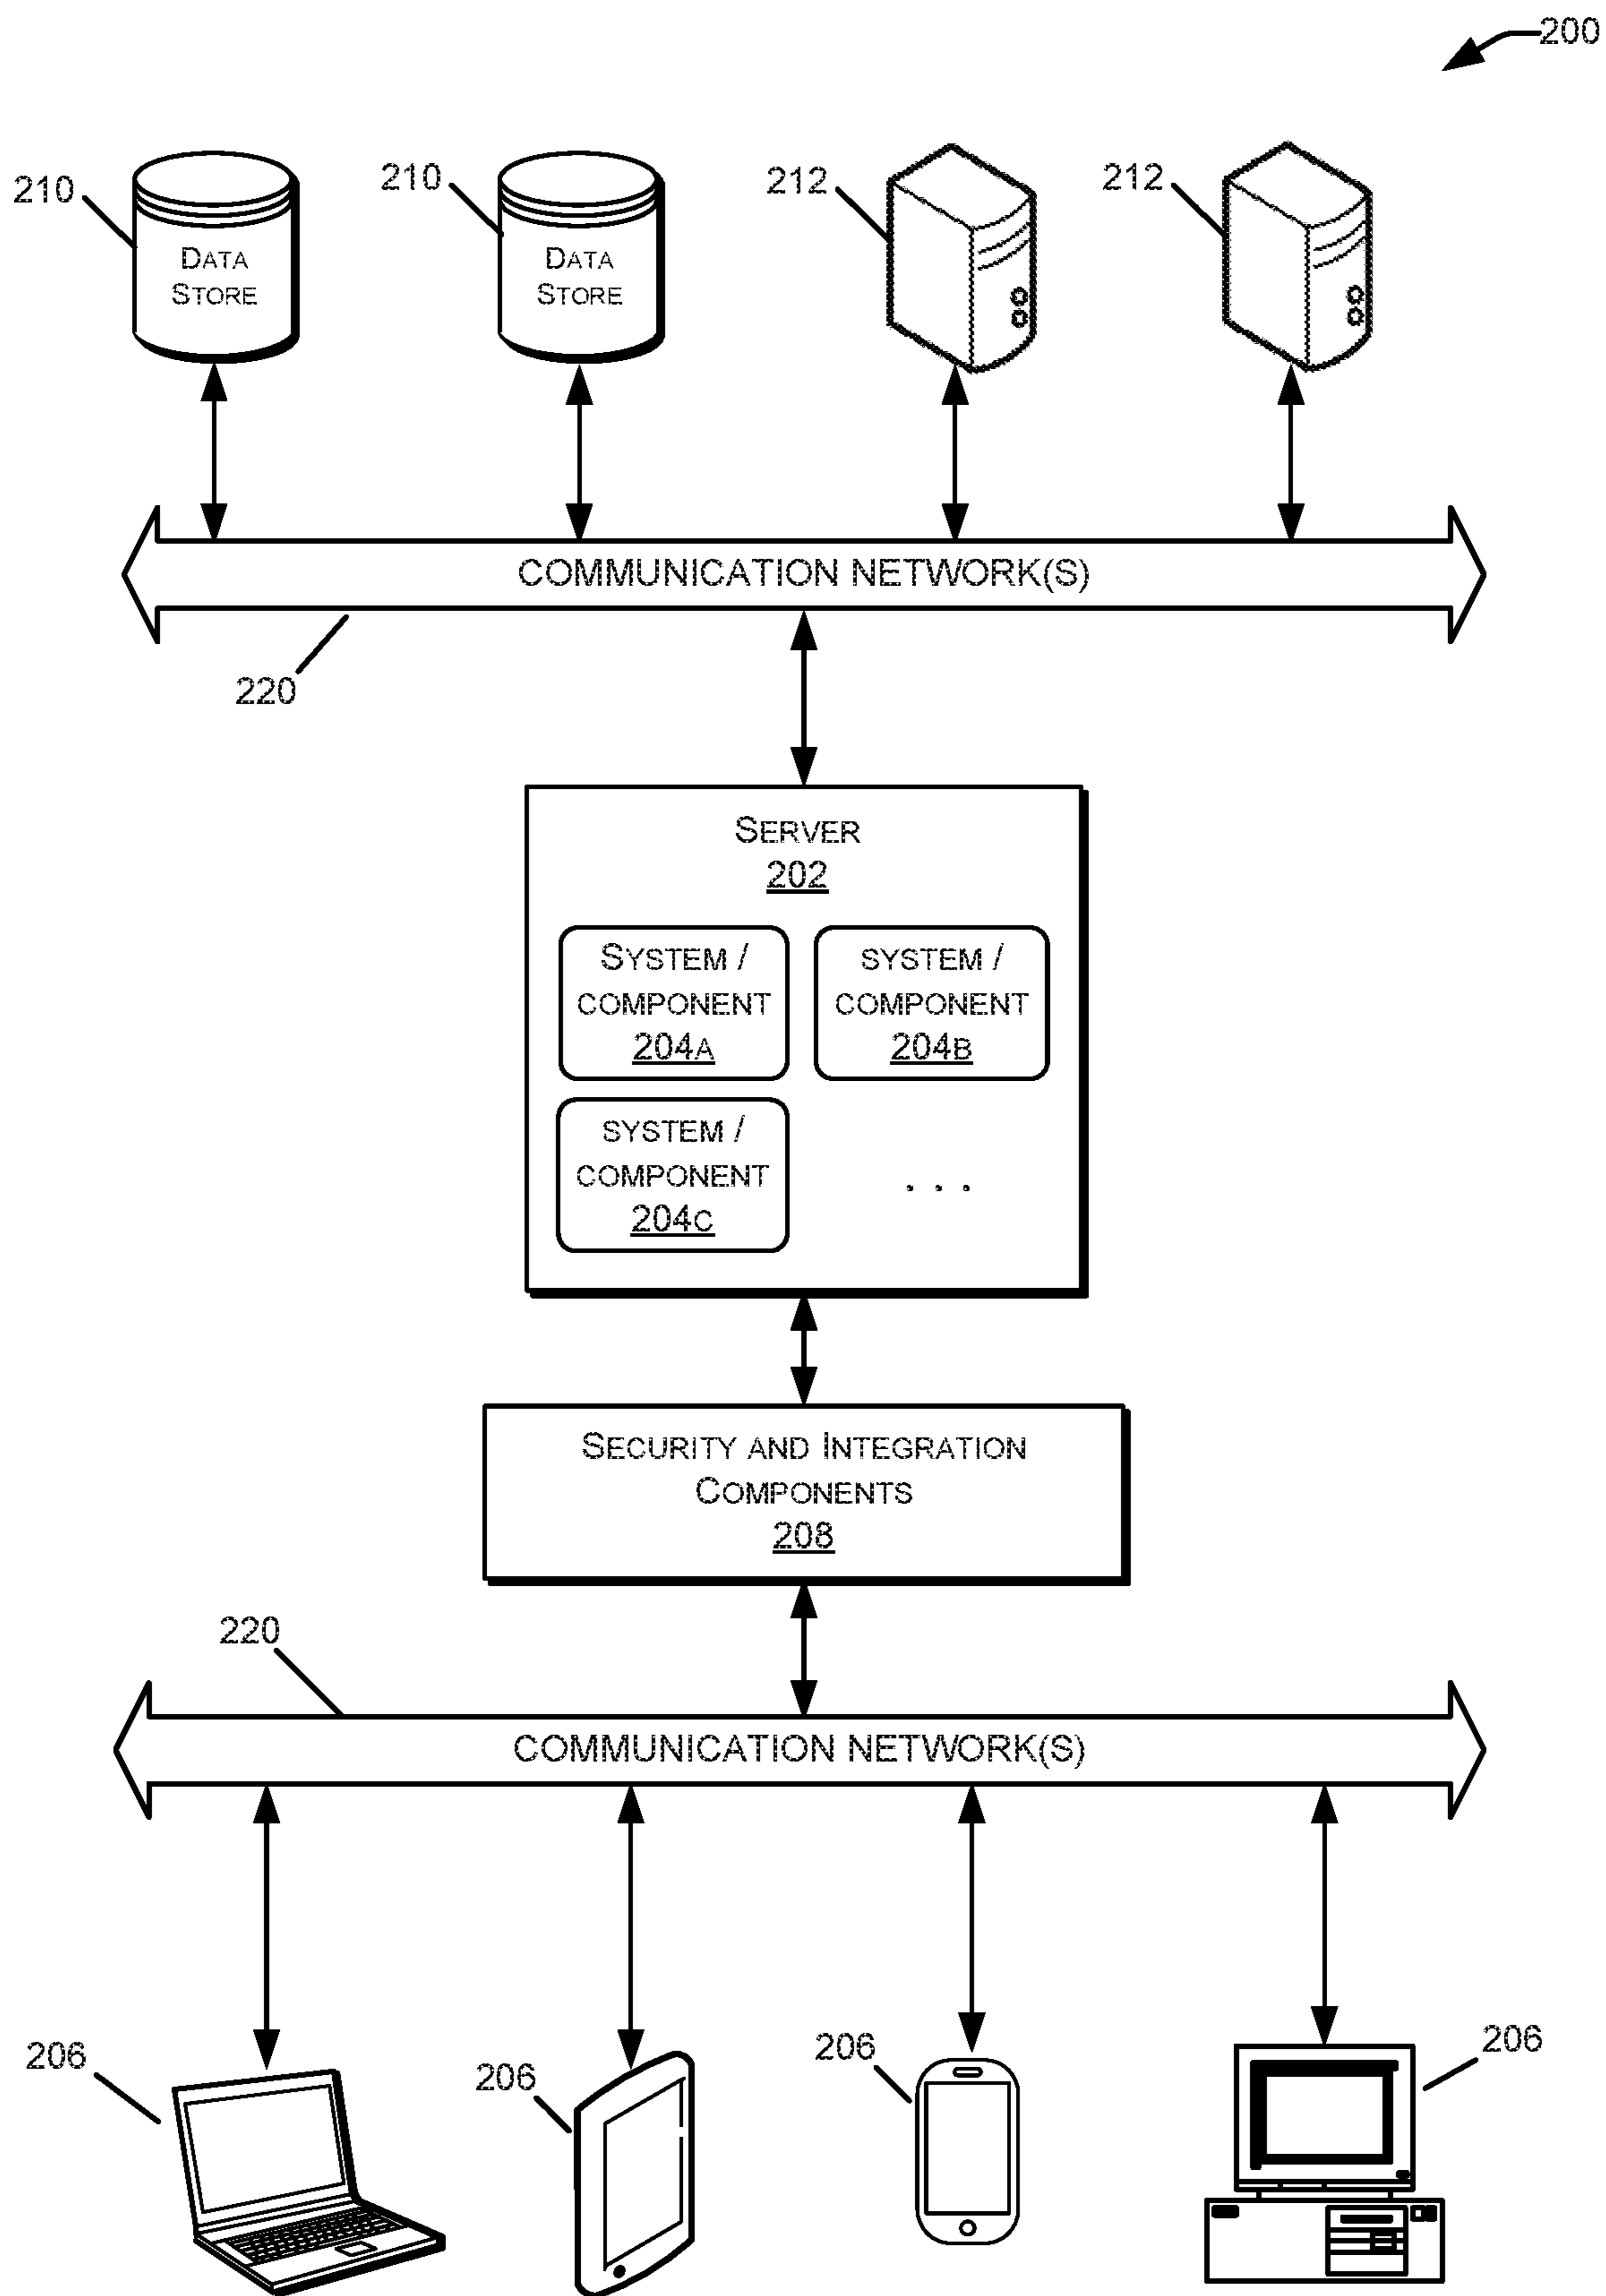 200
210
210
212
212
DATA
STORE
DATA
STORE
COMMUNICATION NETWORK(S)
220
SERVER
202
SYSTEM /
COMPONENT
204A
SYSTEM /
COMPONENT
204B
SYSTEM /
COMPONENT
204C
. . .
SECURITY AND INTEGRATION
COMPONENTS
208
220
COMMUNICATION NETWORK(S)
206
206
206
206